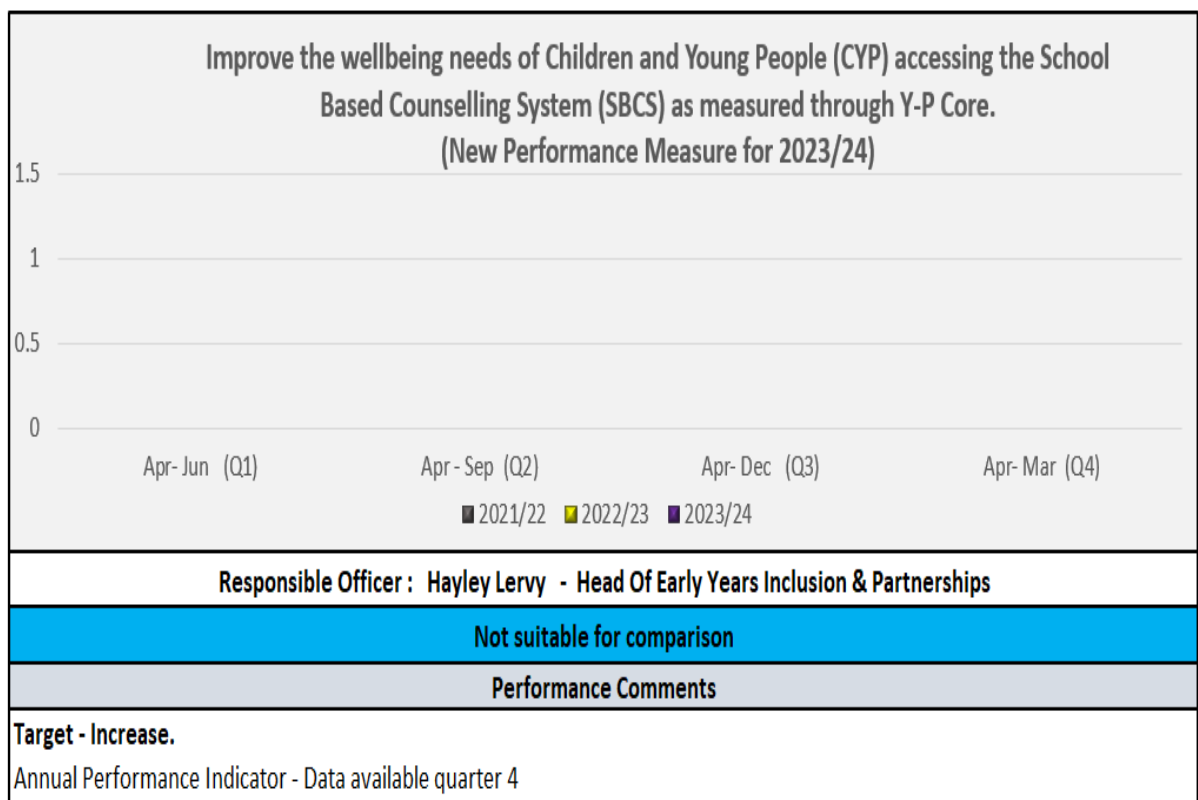 Improve the wellbeing needs of Children and Young People (CYP) accessing the School
Based Counselling System (SBCS) as measured through Y-P Core.
(New Performance Measure for 2023/24)
1.5
1
0.5
0
Apr- Jun (Q1) Apr - Sep (Q2) Apr- Dec (Q3) Apr- Mar (Q4)
2021/22 2022/23 2023/24
Responsible Officer : Hayley Lervy - Head Of Early Years Inclusion & Partnerships
Not suitable for comparison
Performance Comments
Target - Increase.
Annual Performance Indicator - Data available quarter 4